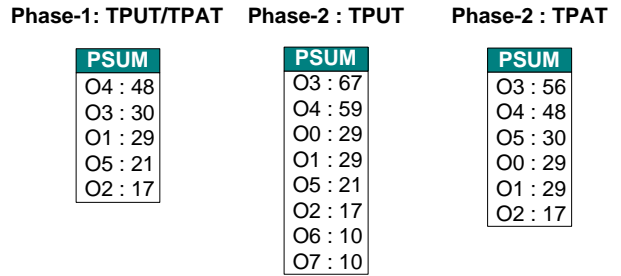 Phase-1: TPUT/TPAT
PSUM
O4 : 48
O3 : 30
O1 : 29
O5 : 21
O2 : 17
Phase-2 : TPUT
PSUM
O3 : 67
O4 : 59
O0 : 29
O1 : 29
O5 : 21
O2 : 17
O6 : 10
O7 : 10
Phase-2 : TPAT
PSUM
O3 : 56
O4 : 48
O5 : 30
O0 : 29
O1 : 29
O2 : 17